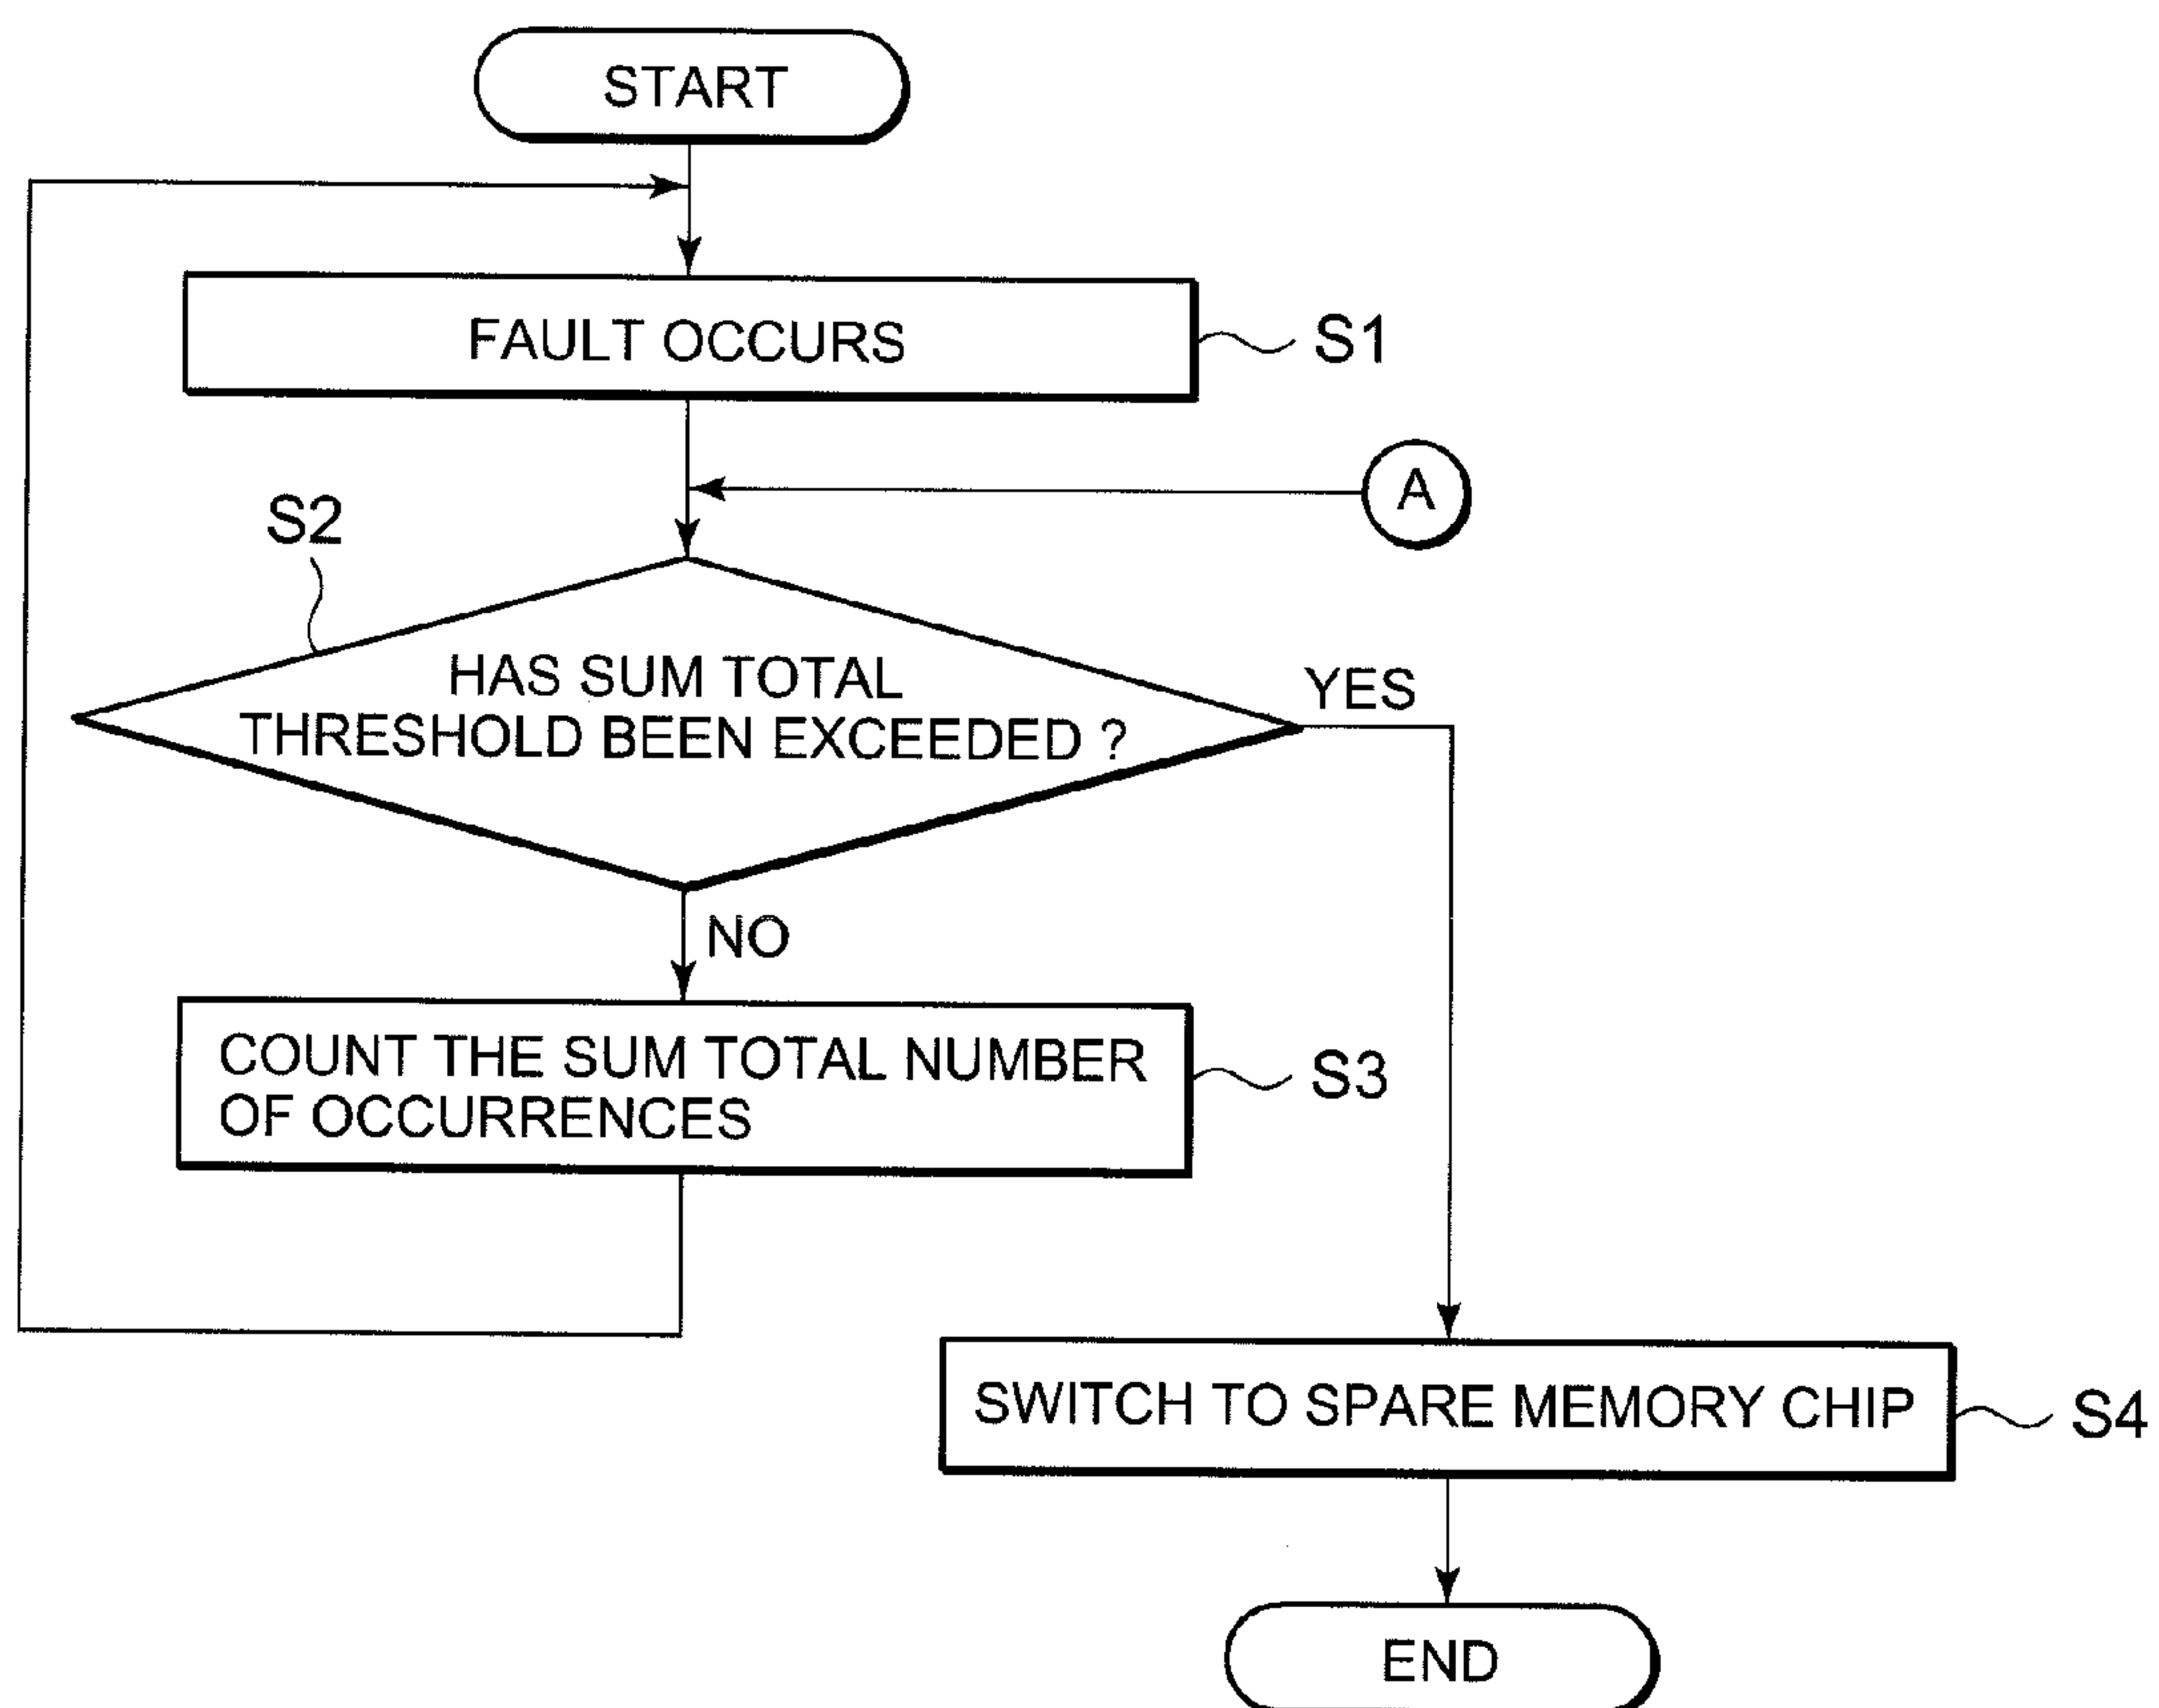 START
FAULT OCCURS
S1
A
S2
HAS SUM TOTAL
THRESHOLD BEEN EXCEEDED ?
YES
NO
COUNT THE SUM TOTAL NUMBER
OF OCCURRENCES
S3
SWITCH TO SPARE MEMORY CHIP
S4
END